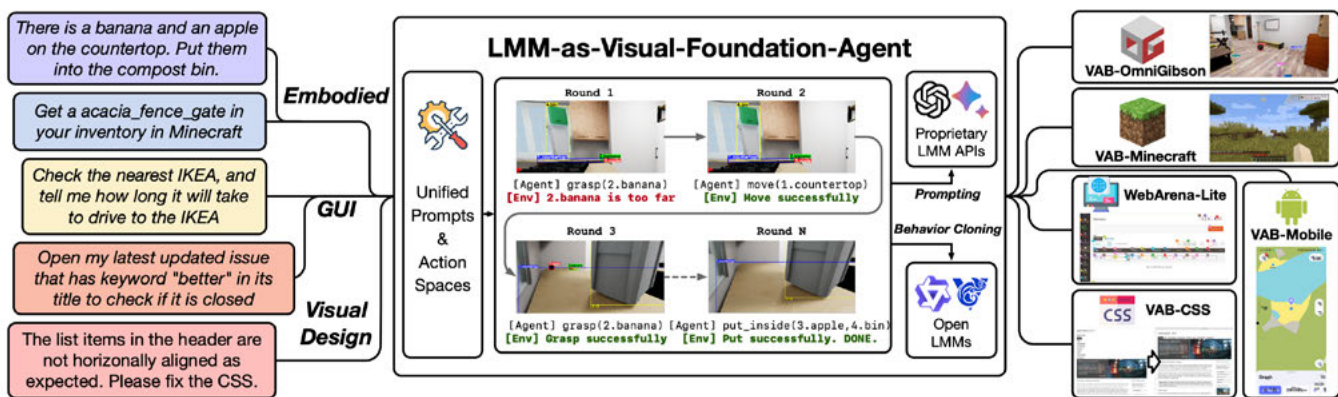 There is a banana and an apple
on the countertop. Put them
into the compost bin.
Embodied
Get a acacia_fence_gate in
your inventory in Minecraft
Check the nearest IKEA, and
tell me how long it will take
to drive to the IKEA
GUI
Open my latest updated issue
that has keyword "better" in its
title to check if it is closed
Visual
Design
The list items in the header are
not horizonally aligned as
expected. Please fix the CSS.
LMM-as-Visual-Foundation-Agent
Unified
Prompts
&
Action
Spaces
Round 1
[Agent] grasp(2.banana)
[Env] 2.banana is too far
Round 2
[Agent] move(1.countertop)
[Env] Move successfully
Round 3
[Agent] grasp(2.banana)
[Env] Grasp successfully
Round N
[Agent] put_inside(3.apple,4.bin)
[Env] Put successfully. DONE.
Proprietary
LMM APIs
Prompting
Behavior Cloning
Open
LMMs
VAB-OmniGibson
VAB-Minecraft
WebArena-Lite
VAB-Mobile
CSS
VAB-CSS